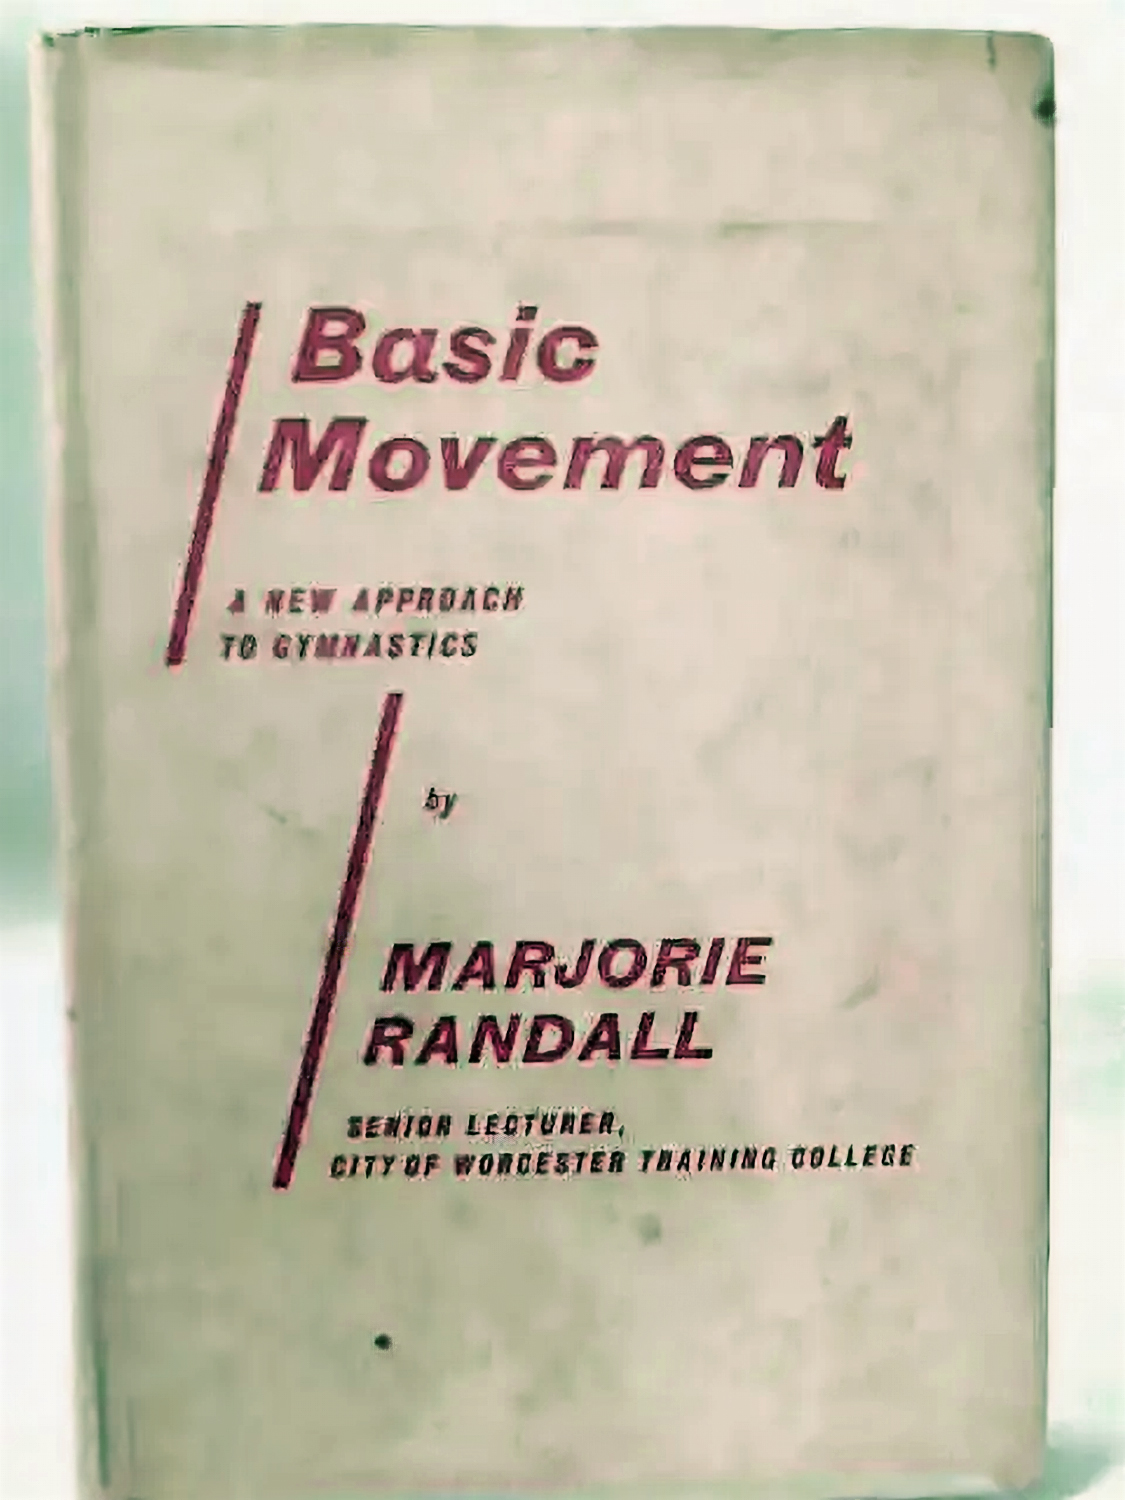 Basic
Movement
A NEW APPROACH
TO GYMNASTICS
by
MARJORIE
RANDALL
SENIOR LECTURER,
CITY OF WORCESTER TRAINING COLLEGE